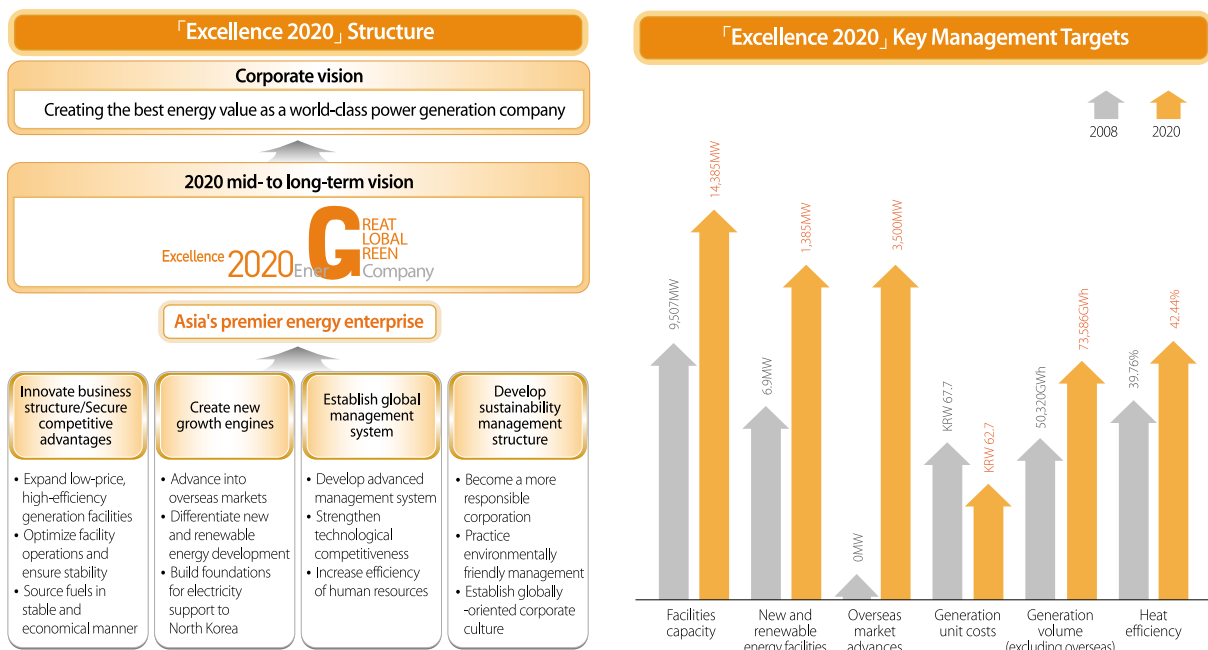 「Excellence 2020」 Structure
Corporate vision
Creating the best energy value as a world-class power generation company
2020 mid- to long-term vision
Excellence 2020 Ener G REAT
LOBAL
REEN
Company
Asia's premier energy enterprise
Innovate business
structure/Secure
competitive
advantages
• Expand low-price,
high-efficiency
generation facilities
• Optimize facility
operations and
ensure stability
• Source fuels in
stable and
economical manner
Create new
growth engines
• Advance into
overseas markets
• Differentiate new
and renewable
energy development
• Build foundations
for electricity
support to
North Korea
Establish global
management
system
• Develop advanced
management system
• Strengthen
technological
competitiveness
• Increase efficiency
of human resources
Develop
sustainability
management
structure
• Become a more
responsible
corporation
• Practice
environmentally
friendly management
• Establish globally
-oriented corporate
culture
「Excellence 2020」 Key Management Targets
2008
2020
9,507MW
14,385MW
6.9MW
1,385MW
0MW
3,500MW
KRW 67.7
KRW 62.7
50,320GWh
73,586GWh
39.76%
42.44%
Facilities
capacity
New and
renewable
energy facilities
Overseas
market
advances
Generation
unit costs
Generation
volume
(excluding overseas)
Heat
efficiency